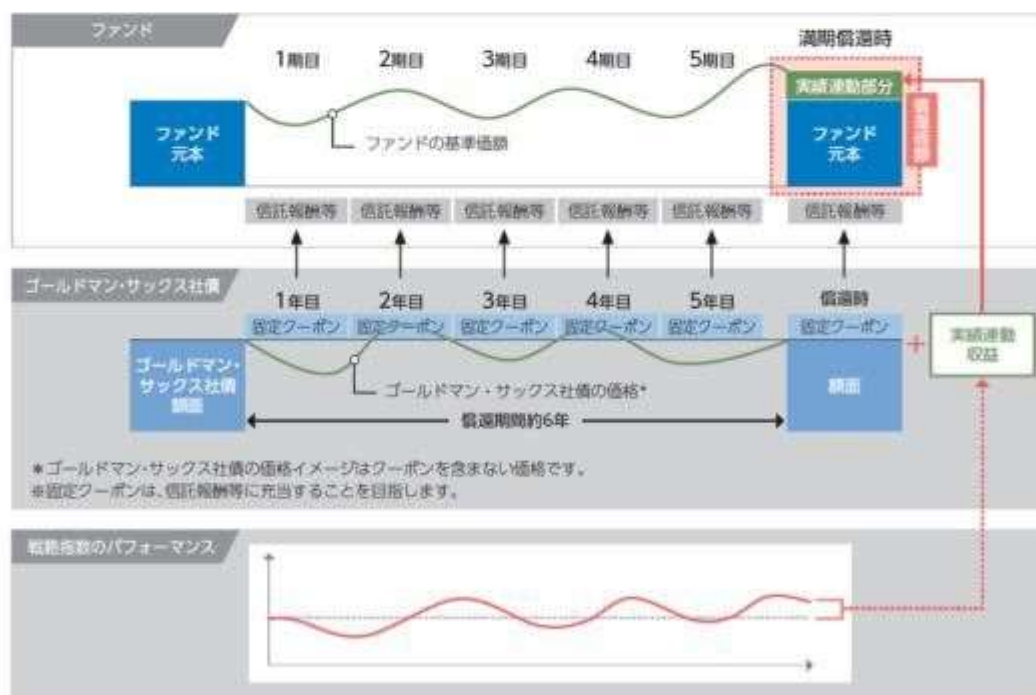 ファンド
満期償還時
1期目 2期目 3期目 4期目 5期目
実績連動部分
ファンド
元本
ファンドの基準価額
ファンド
元本
信託報酬等 信託報酬等 信託報酬等 信託報酬等 信託報酬等 信託報酬等
ゴールドマン・サックス社債
1年目 2年目 3年目 4年目 5年目 償還時
固定クーポン 固定クーポン 固定クーポン 固定クーポン 固定クーポン 固定クーポン
+
実績連動
収益
ゴールドマン・
サックス社債
額面
ゴールドマン・サックス社債の価格*
額面
償還期間約6年
*ゴールドマン・サックス社債の価格イメージはクーポンを含まない価格です。
※固定クーポンは、信託報酬等に充当することを目指します。
戦略指数のパフォーマンス